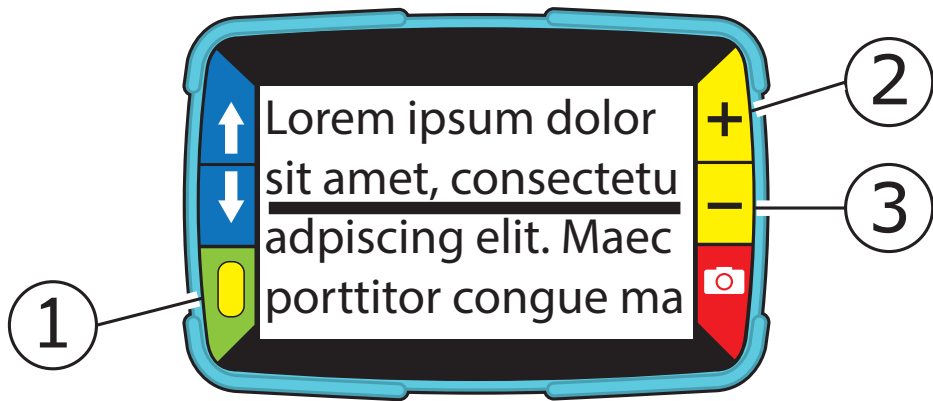 Lorem ipsum dolor
sit amet, consectetu
adpiscing elit. Maec
porttitor congue ma
+
−
1
2
3